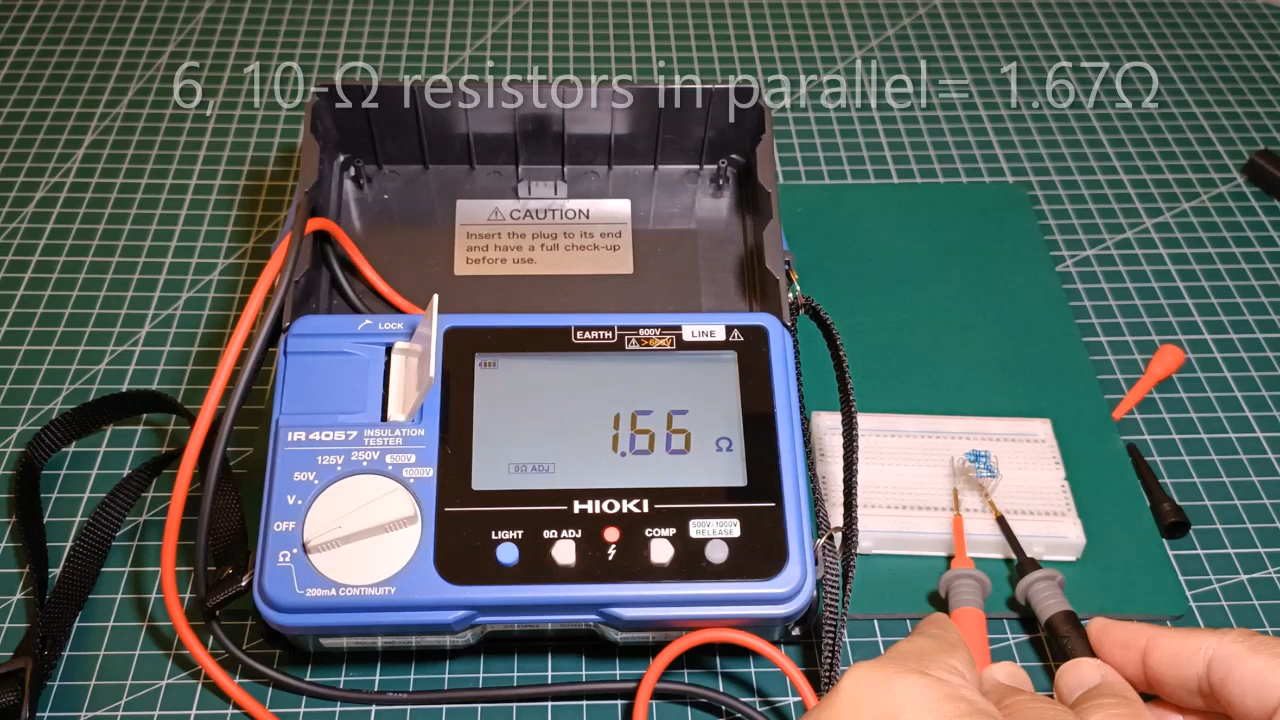 6, 10-Ω resistors in parallel= 1.67Ω
⚠CAUTION
Insert the plug to its end
and have a full check-up
before use.
LOCK
EARTH
600V
LINE
⚠
⚠>600V
1.66 Ω
0Ω ADJ
IR4057 INSULATION
TESTER
50V
125V
250V
500V
1000V
V
OFF
Ω
200mA CONTINUITY
HIOKI
LIGHT
0Ω ADJ
COMP
500V/1000V
RELEASE